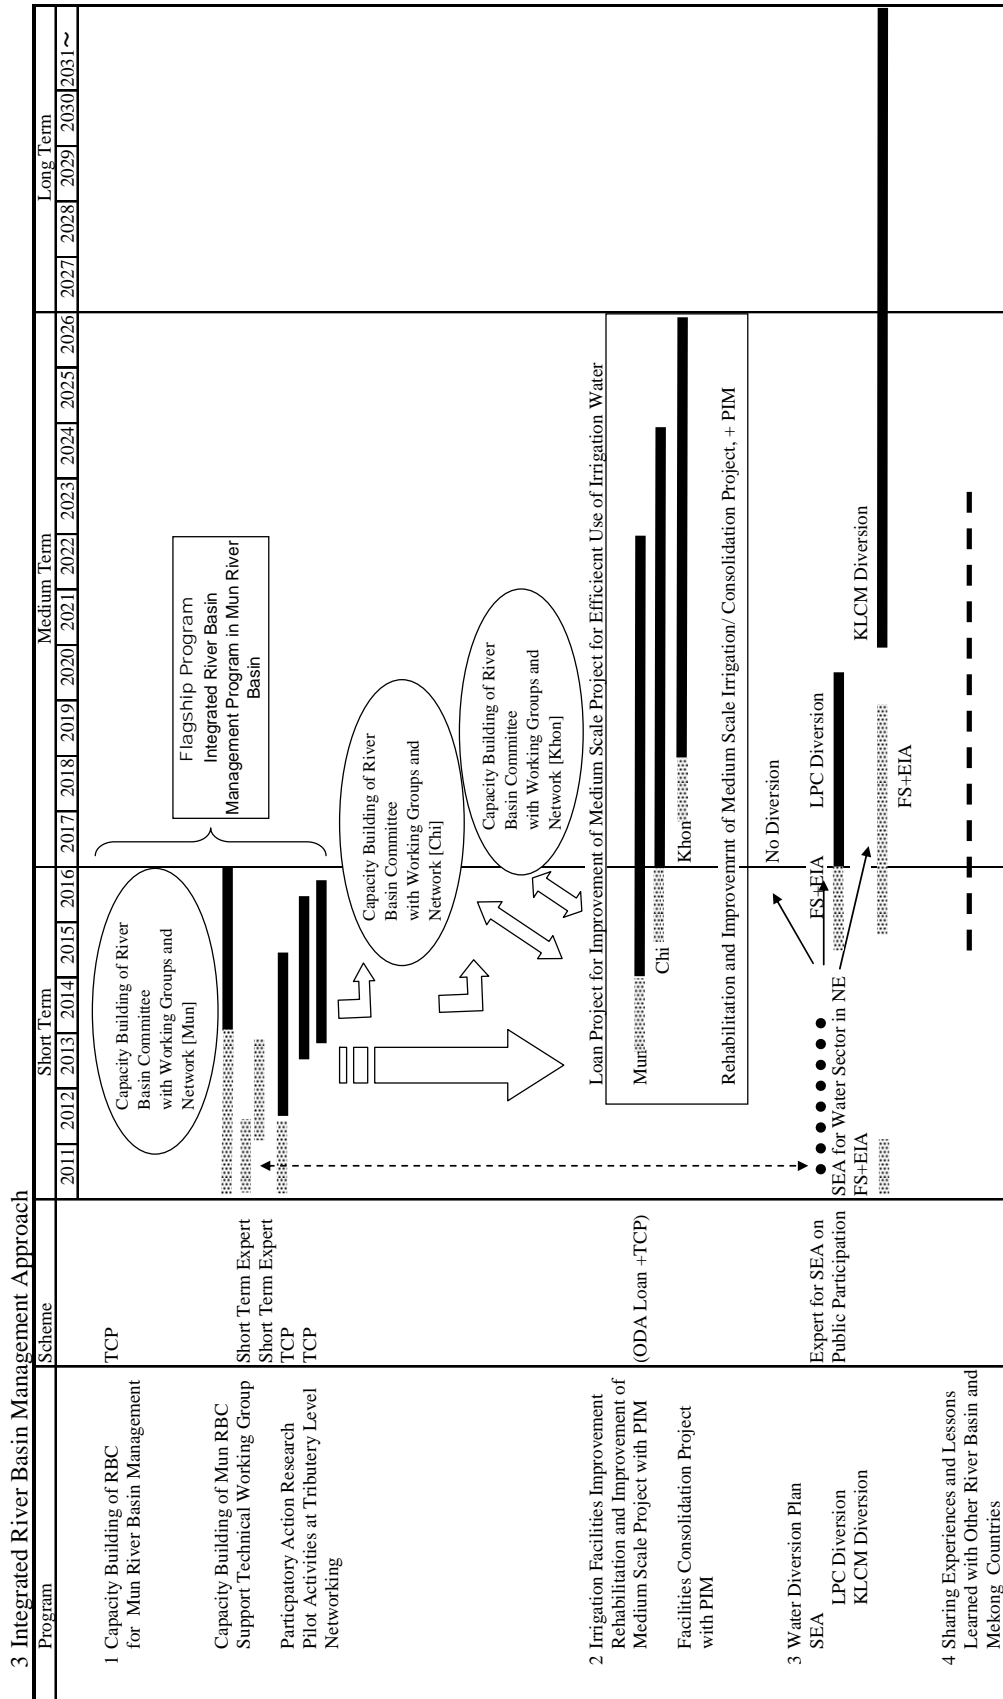 3 Integrated River Basin Management Approach
Program
Scheme
Short Term
Medium Term
Long Term
2011
2012
2013
2014
2015
2016
2017
2018
2019
2020
2021
2022
2023
2024
2025
2026
2027
2028
2029
2030
2031~
1 Capacity Building of RBC
for Mun River Basin Management
TCP
Capacity Building of River
Basin Committee
with Working Groups and
Network [Mun]
Flagship Program
Integrated River Basin
Management Program in Mun River
Basin
Capacity Building of Mun RBC
Support Technical Working Group
Short Term Expert
Short Term Expert
Particpatory Action Research
Pilot Activities at Tributery Level
Networking
TCP
TCP
Capacity Building of River
Basin Committee
with Working Groups and
Network [Chi]
Capacity Building of River
Basin Committee
with Working Groups and
Network [Khon]
2 Irrigation Facilities Improvement
Rehabilitation and Improvement of
Medium Scale Project with PIM
(ODA Loan +TCP)
Loan Project for Improvement of Medium Scale Project for Efficiecnt Use of Irrigation Water
Mun
Chi
Khon
Facilities Consolidation Project
with PIM
Rehabilitation and Improvemrnt of Medium Scale Irrigation/ Consolidation Project, + PIM
3 Water Diversion Plan
SEA
LPC Diversion
KLCM Diversion
Expert for SEA on
Public Participation
No Diversion
FS+EIA
LPC Diversion
SEA for Water Sector in NE
FS+EIA
KLCM Diversion
FS+EIA
4 Sharing Experiences and Lessons
Learned with Other River Basin and
Mekong Countries